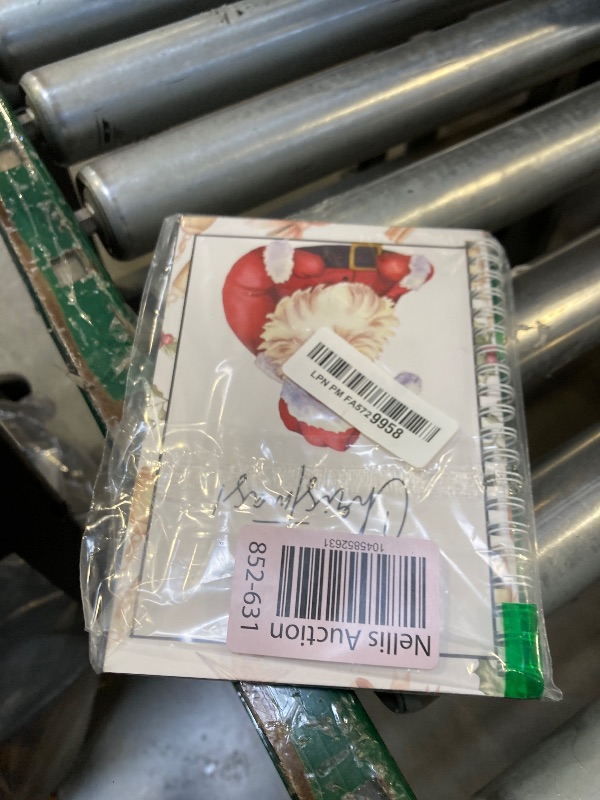 LPN PM FA5729958
Christmas!
Nellis Auction
1045852631
852-631